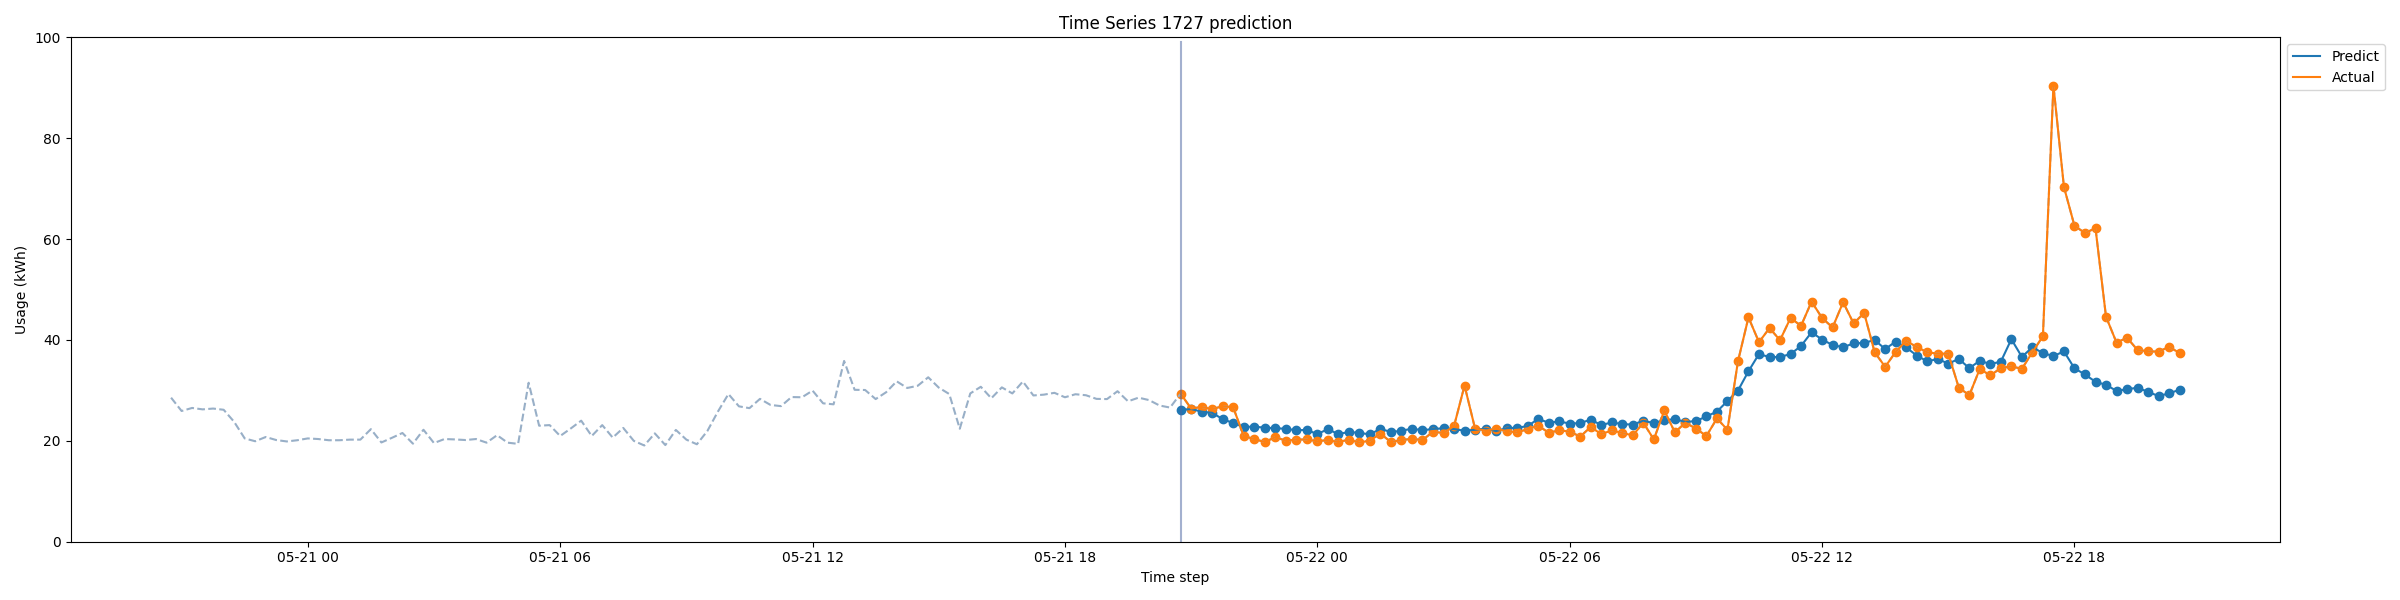 Time Series 1727 prediction
100
80
60
40
20
0
Usage (kWh)
05-21 00
05-21 06
05-21 12
05-21 18
05-22 00
05-22 06
05-22 12
05-22 18
Time step
Predict
Actual